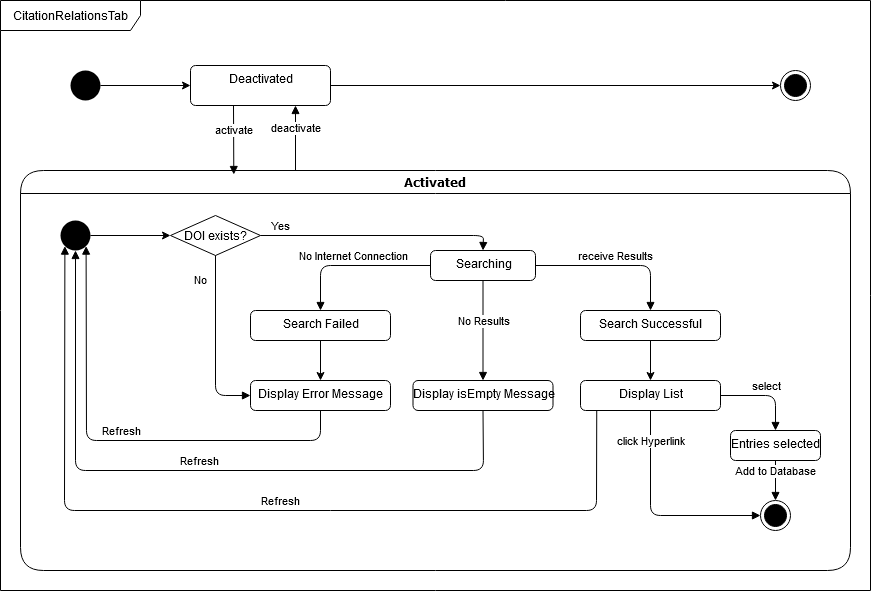 CitationRelationsTab
Deactivated
activate
deactivate
Activated
DOI exists?
Yes
No
No Internet Connection
Searching
receive Results
Search Failed
No Results
Search Successful
Display Error Message
Display isEmpty Message
Display List
select
Refresh
click Hyperlink
Entries selected
Refresh
Add to Database
Refresh